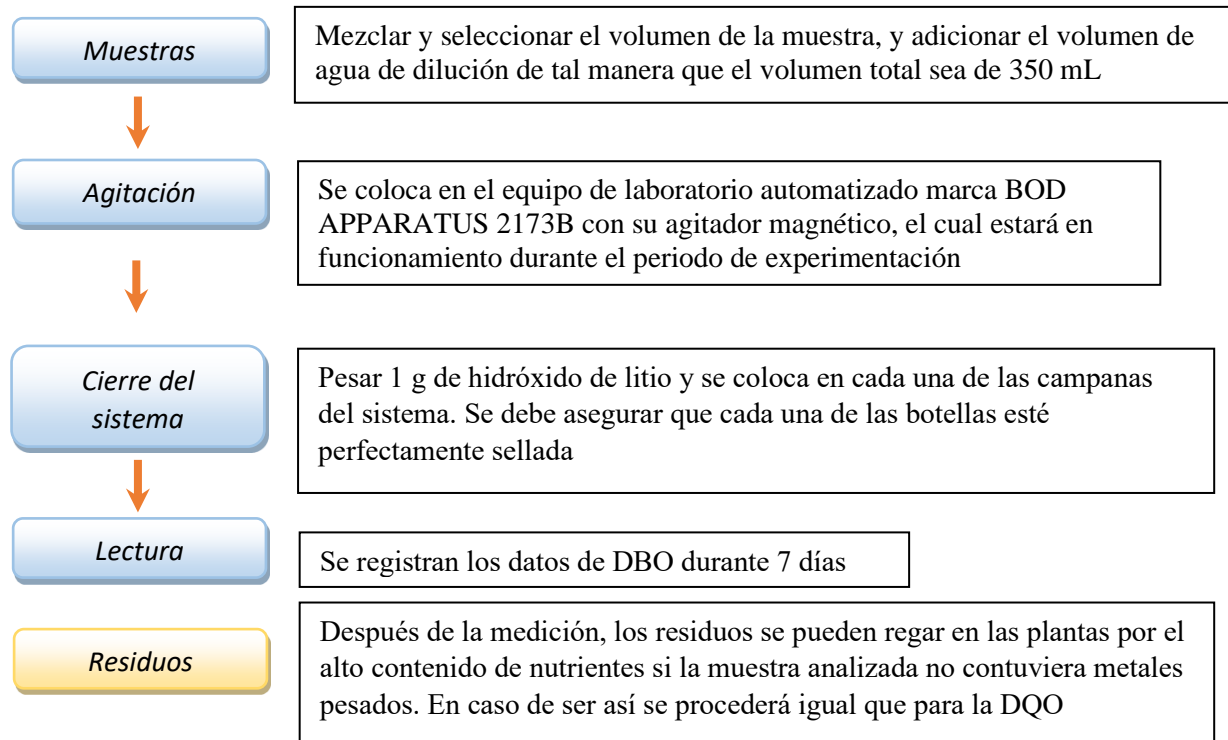 Muestras
Mezclar y seleccionar el volumen de la muestra, y adicionar el volumen de
agua de dilución de tal manera que el volumen total sea de 350 mL
Agitación
Se coloca en el equipo de laboratorio automatizado marca BOD
APPARATUS 2173B con su agitador magnético, el cual estará en
funcionamiento durante el periodo de experimentación
Cierre del
sistema
Pesar 1 g de hidróxido de litio y se coloca en cada una de las campanas
del sistema. Se debe asegurar que cada una de las botellas esté
perfectamente sellada
Lectura
Se registran los datos de DBO durante 7 días
Residuos
Después de la medición, los residuos se pueden regar en las plantas por el
alto contenido de nutrientes si la muestra analizada no contuviera metales
pesados. En caso de ser así se procederá igual que para la DQO